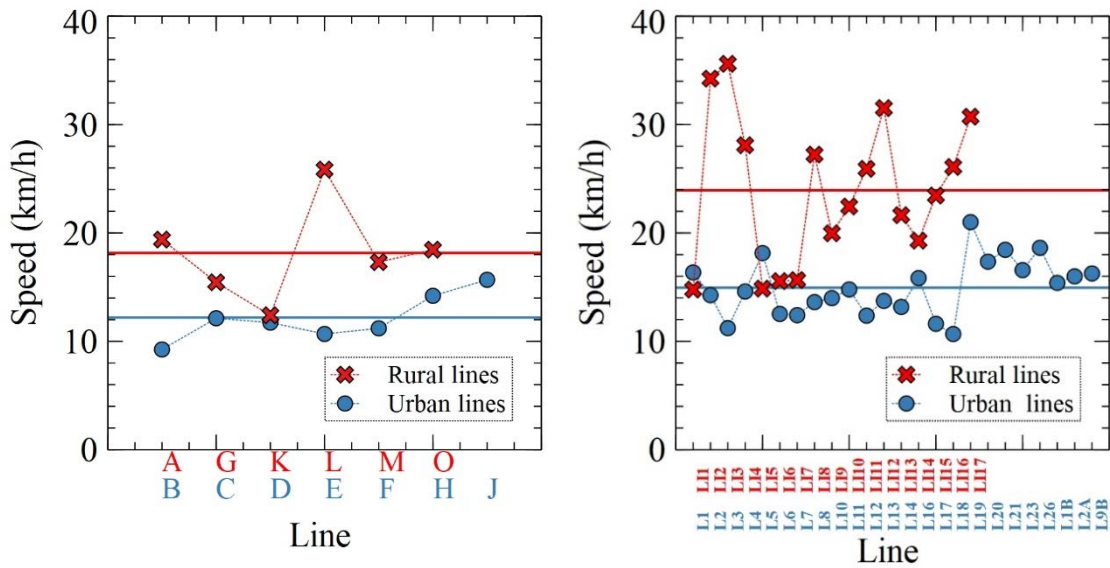 40
30
20
10
0
Speed (km/h)
Rural lines
Urban lines
A G K L M O
B C D E F H J
Line
40
30
20
10
0
Speed (km/h)
Rural lines
Urban lines
LI1 LI2 LI3 LI4 LI5 LI6 LI7 LI8 LI9 LI10 LI11 LI12 LI13 LI14 LI15 LI16 LI17
L1 L2 L3 L4 L5 L6 L7 L8 L10 L11 L12 L13 L14 L16 L17 L18 L19 L20 L21 L23 L26 L1B L2A L9B
Line